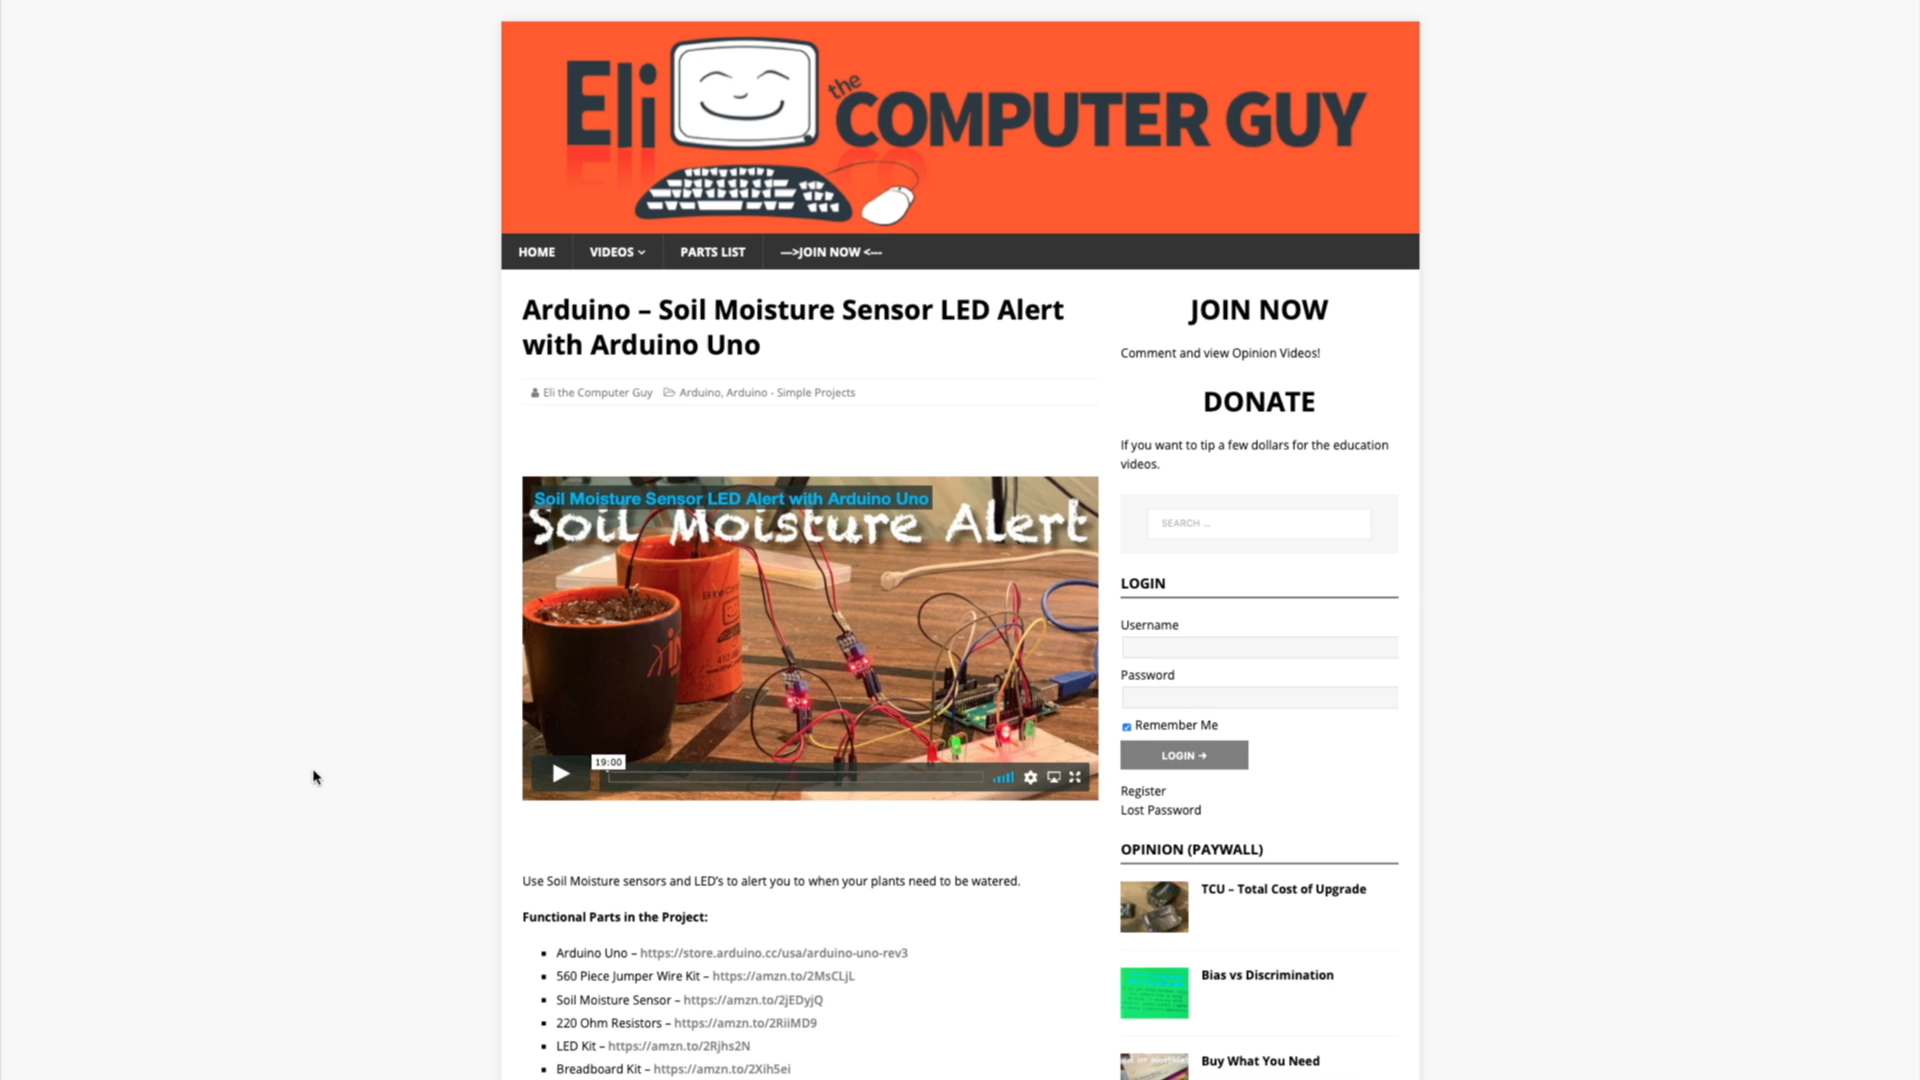 Eli the COMPUTER GUY
HOME
VIDEOS
PARTS LIST
--->JOIN NOW <---
Arduino – Soil Moisture Sensor LED Alert
with Arduino Uno
Eli the Computer Guy
Arduino, Arduino - Simple Projects
Soil Moisture Sensor LED Alert with Arduino Uno
Soil Moisture Alert
19:00
Use Soil Moisture sensors and LED's to alert you to when your plants need to be watered.
Functional Parts in the Project:
Arduino Uno – https://store.arduino.cc/usa/arduino-uno-rev3
560 Piece Jumper Wire Kit – https://amzn.to/2MsCLjL
Soil Moisture Sensor – https://amzn.to/2jEDyjQ
220 Ohm Resistors – https://amzn.to/2RiiMD9
LED Kit – https://amzn.to/2Rjhs2N
Breadboard Kit – https://amzn.to/2Xih5ei
JOIN NOW
Comment and view Opinion Videos!
DONATE
If you want to tip a few dollars for the education
videos.
SEARCH ...
LOGIN
Username
Password
Remember Me
LOGIN →
Register
Lost Password
OPINION (PAYWALL)
TCU – Total Cost of Upgrade
Bias vs Discrimination
Buy What You Need